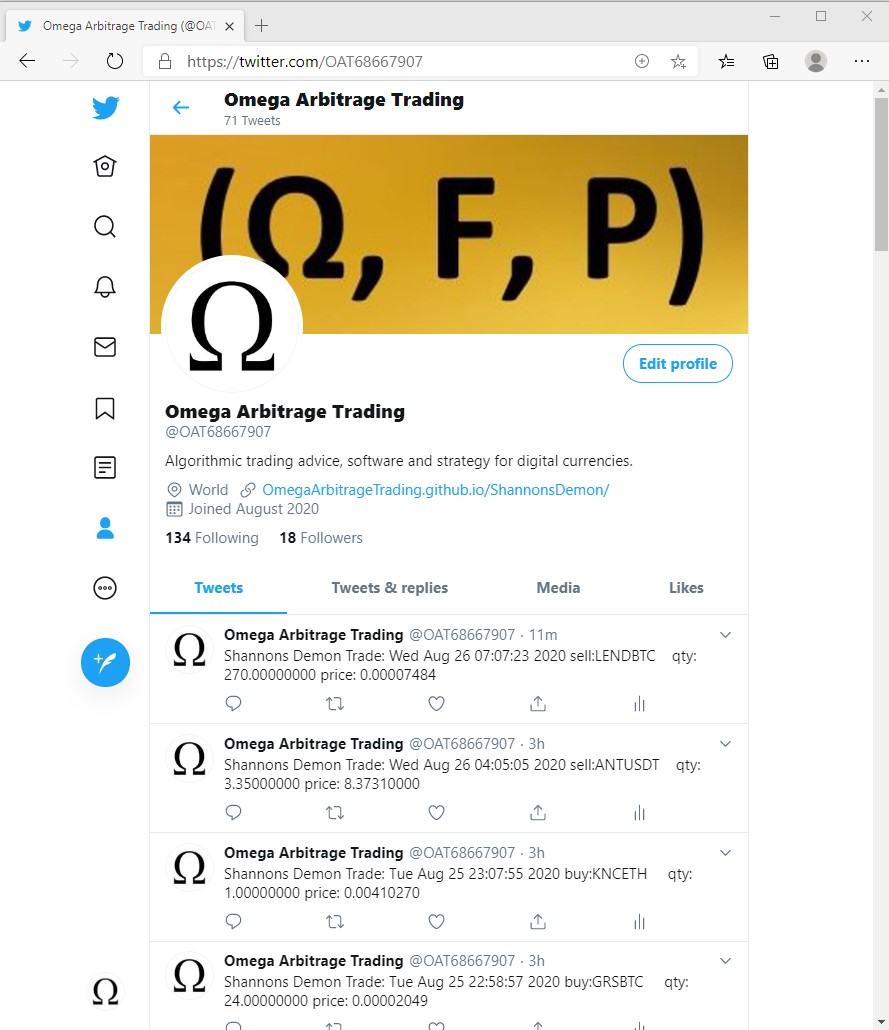 Omega Arbitrage Trading (@OAT
https://twitter.com/OAT68667907
Omega Arbitrage Trading
71 Tweets
(Ω, F, P)
Ω
Edit profile
Omega Arbitrage Trading
@OAT68667907
Algorithmic trading advice, software and strategy for digital currencies.
World OmegaArbitrageTrading.github.io/ShannonsDemon/
Joined August 2020
134 Following 18 Followers
Tweets Tweets & replies Media Likes
Ω
Omega Arbitrage Trading @OAT68667907 · 11m
Shannons Demon Trade: Wed Aug 26 07:07:23 2020 sell:LENDBTC qty:
270.00000000 price: 0.00007484
Ω
Omega Arbitrage Trading @OAT68667907 · 3h
Shannons Demon Trade: Wed Aug 26 04:05:05 2020 sell:ANTUSDT qty:
3.35000000 price: 8.37310000
Ω
Omega Arbitrage Trading @OAT68667907 · 3h
Shannons Demon Trade: Tue Aug 25 23:07:55 2020 buy:KNCETH qty:
1.00000000 price: 0.00410270
Ω
Omega Arbitrage Trading @OAT68667907 · 3h
Shannons Demon Trade: Tue Aug 25 22:58:57 2020 buy:GRSBTC qty:
24.00000000 price: 0.00002049
Ω